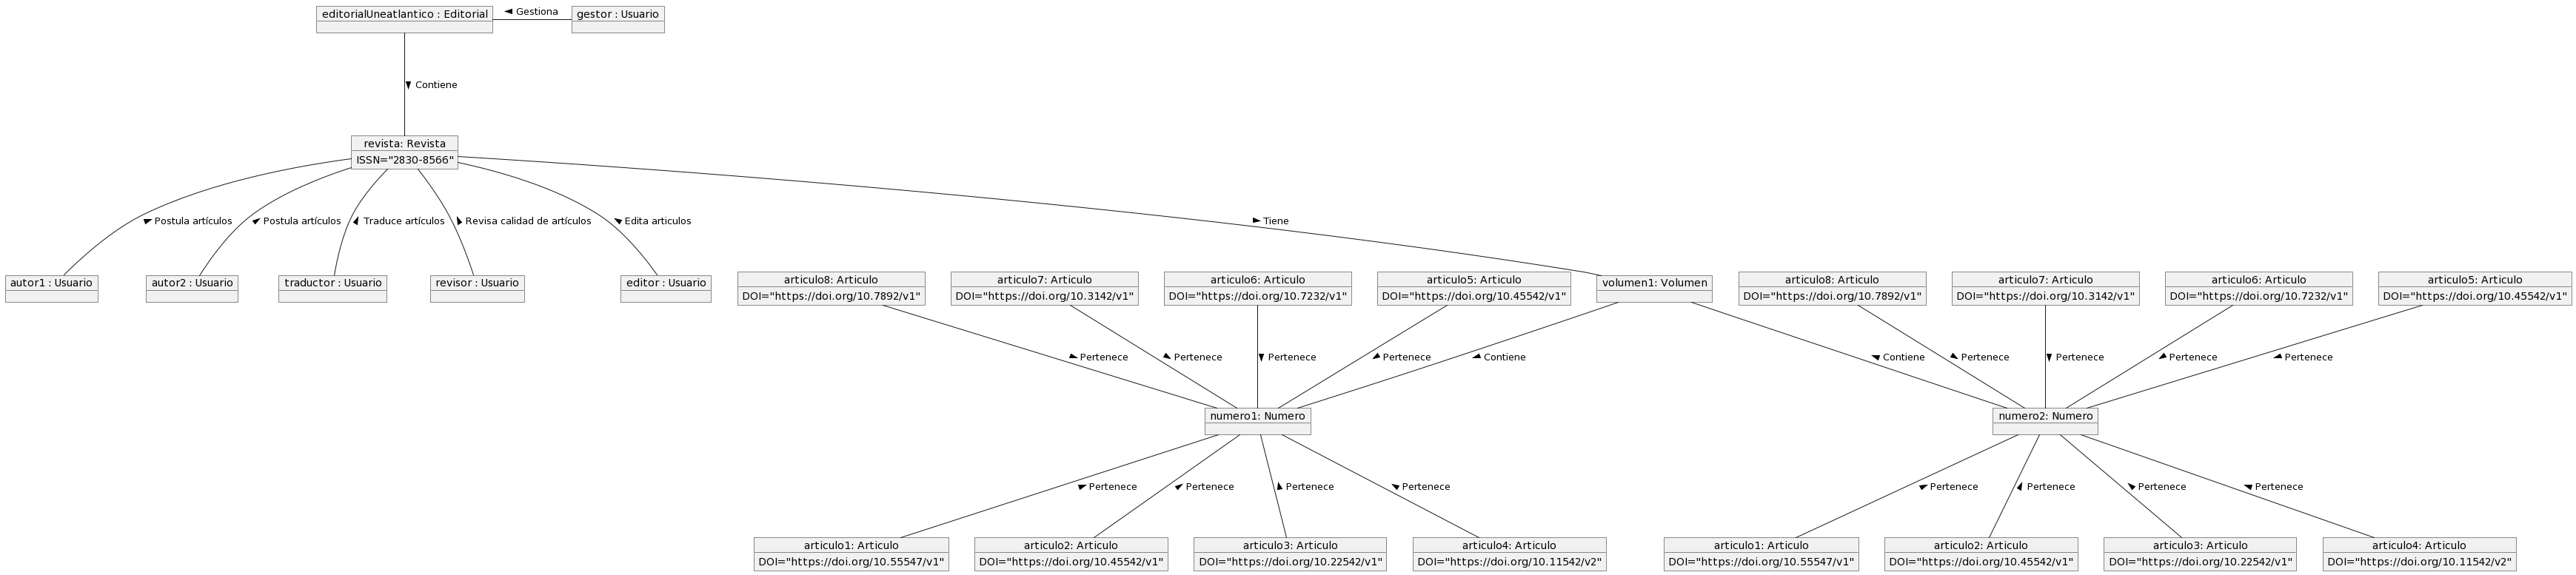 editorialUneatlantico : Editorial
Gestiona
gestor : Usuario
Contiene
revista: Revista
ISSN="2830-8566"
Postula artículos
Postula artículos
Traduce artículos
Revisa calidad de artículos
Edita articulos
Tiene
autor1 : Usuario
autor2 : Usuario
traductor : Usuario
revisor : Usuario
editor : Usuario
articulo8: Articulo
DOI="https://doi.org/10.7892/v1"
articulo7: Articulo
DOI="https://doi.org/10.3142/v1"
articulo6: Articulo
DOI="https://doi.org/10.7232/v1"
articulo5: Articulo
DOI="https://doi.org/10.45542/v1"
volumen1: Volumen
articulo8: Articulo
DOI="https://doi.org/10.7892/v1"
articulo7: Articulo
DOI="https://doi.org/10.3142/v1"
articulo6: Articulo
DOI="https://doi.org/10.7232/v1"
articulo5: Articulo
DOI="https://doi.org/10.45542/v1"
Pertenece
Pertenece
Pertenece
Pertenece
Contiene
Contiene
Pertenece
Pertenece
Pertenece
Pertenece
numero1: Numero
numero2: Numero
Pertenece
Pertenece
Pertenece
Pertenece
Pertenece
Pertenece
Pertenece
Pertenece
articulo1: Articulo
DOI="https://doi.org/10.55547/v1"
articulo2: Articulo
DOI="https://doi.org/10.45542/v1"
articulo3: Articulo
DOI="https://doi.org/10.22542/v1"
articulo4: Articulo
DOI="https://doi.org/10.11542/v2"
articulo1: Articulo
DOI="https://doi.org/10.55547/v1"
articulo2: Articulo
DOI="https://doi.org/10.45542/v1"
articulo3: Articulo
DOI="https://doi.org/10.22542/v1"
articulo4: Articulo
DOI="https://doi.org/10.11542/v2"